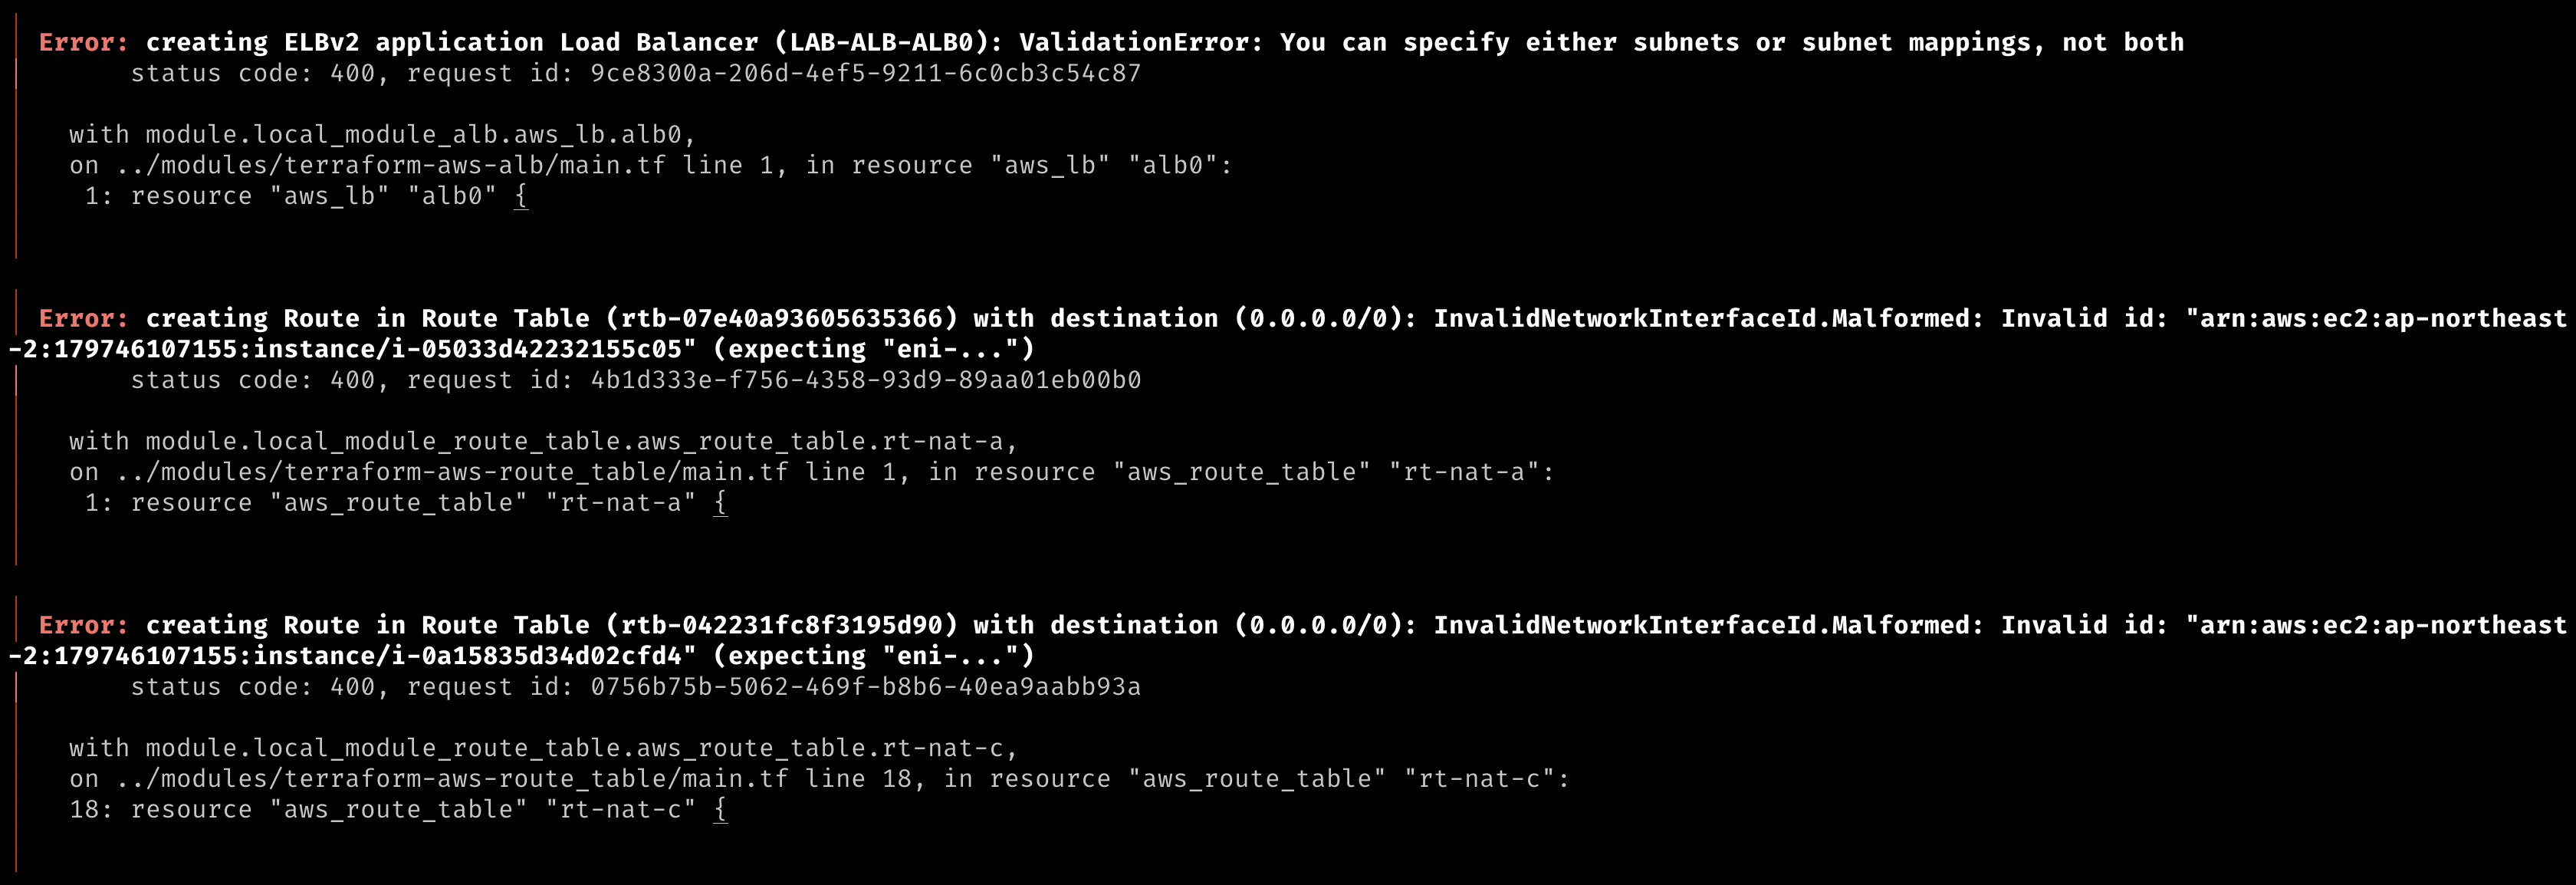 Error: creating ELBv2 application Load Balancer (LAB-ALB-ALB0): ValidationError: You can specify either subnets or subnet mappings, not both
status code: 400, request id: 9ce8300a-206d-4ef5-9211-6c0cb3c54c87
with module.local_module_alb.aws_lb.alb0,
on ../modules/terraform-aws-alb/main.tf line 1, in resource "aws_lb" "alb0":
1: resource "aws_lb" "alb0" {
Error: creating Route in Route Table (rtb-07e40a93605635366) with destination (0.0.0.0/0): InvalidNetworkInterfaceId.Malformed: Invalid id: "arn:aws:ec2:ap-northeast
-2:179746107155:instance/i-05033d42232155c05" (expecting "eni-...")
status code: 400, request id: 4b1d333e-f756-4358-93d9-89aa01eb00b0
with module.local_module_route_table.aws_route_table.rt-nat-a,
on ../modules/terraform-aws-route_table/main.tf line 1, in resource "aws_route_table" "rt-nat-a":
1: resource "aws_route_table" "rt-nat-a" {
Error: creating Route in Route Table (rtb-042231fc8f3195d90) with destination (0.0.0.0/0): InvalidNetworkInterfaceId.Malformed: Invalid id: "arn:aws:ec2:ap-northeast
-2:179746107155:instance/i-0a15835d34d02cfd4" (expecting "eni-...")
status code: 400, request id: 0756b75b-5062-469f-b8b6-40ea9aabb93a
with module.local_module_route_table.aws_route_table.rt-nat-c,
on ../modules/terraform-aws-route_table/main.tf line 18, in resource "aws_route_table" "rt-nat-c":
18: resource "aws_route_table" "rt-nat-c" {